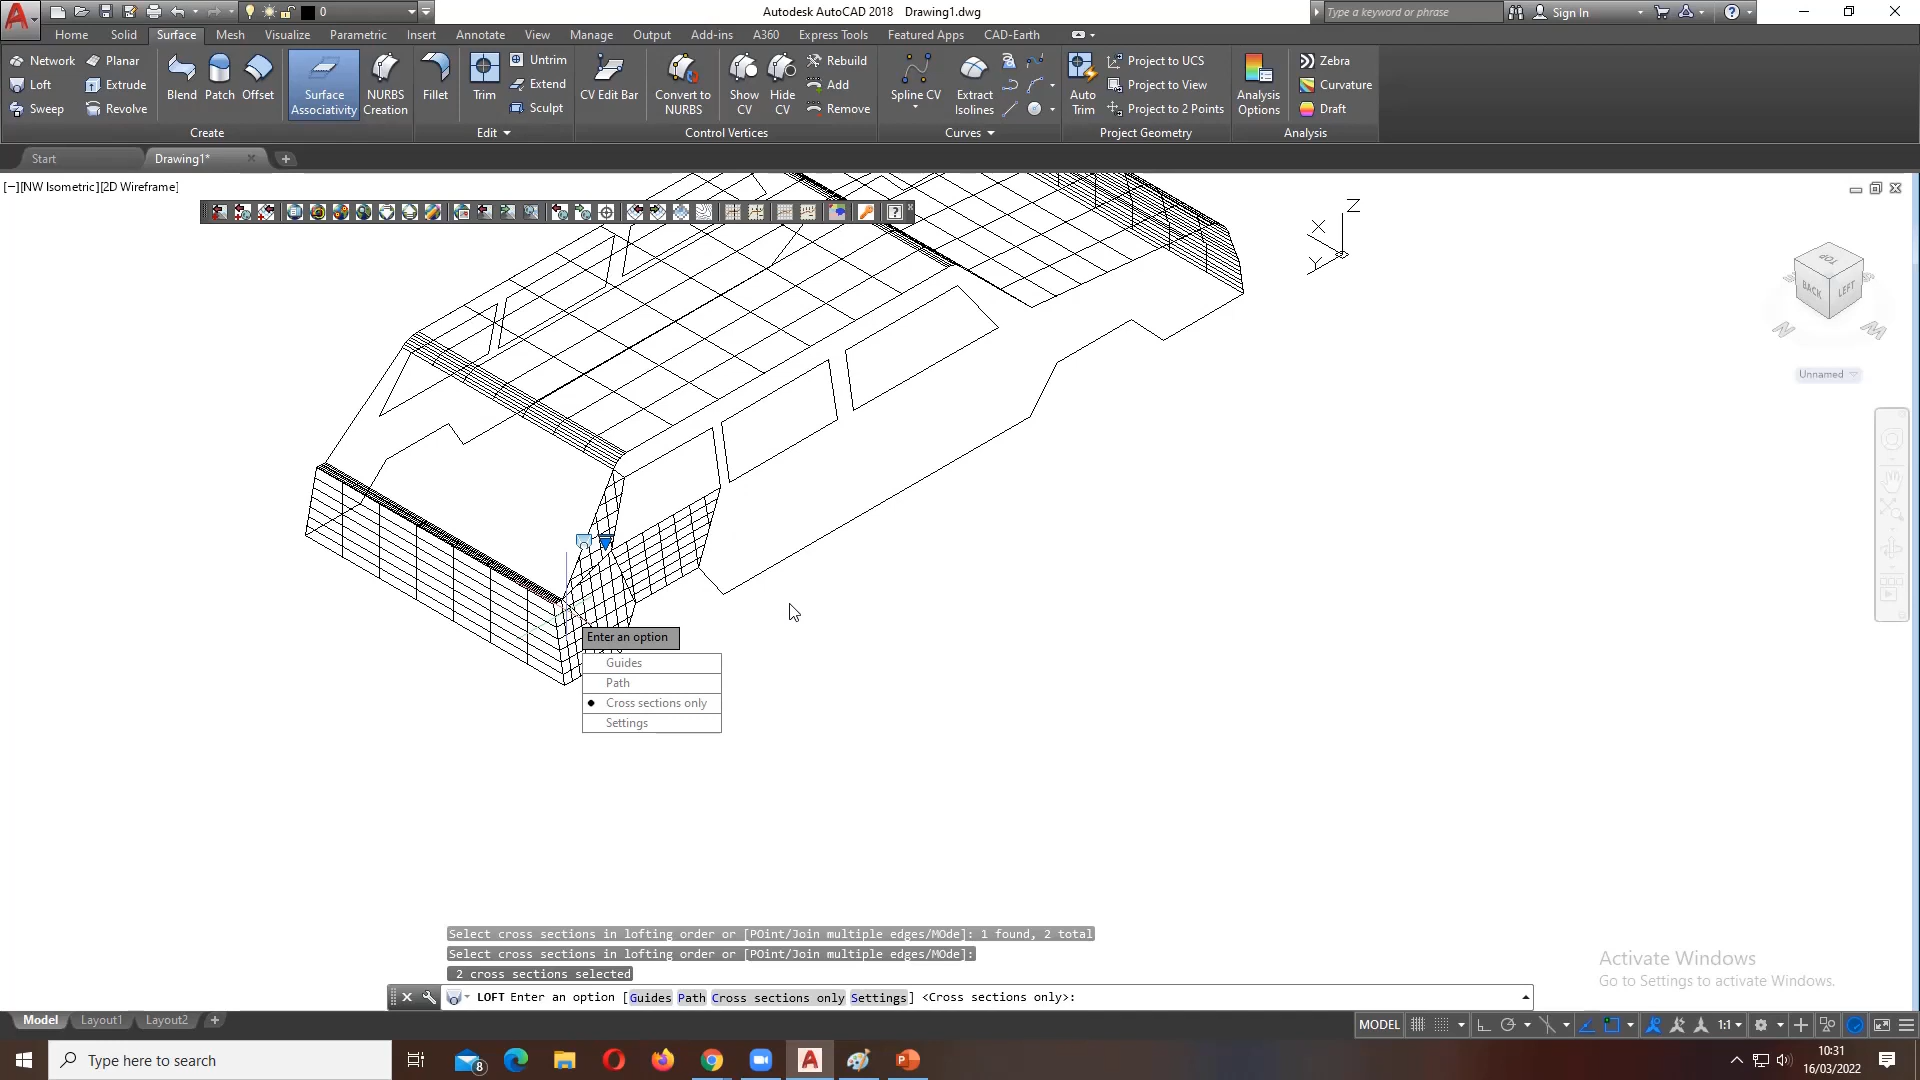 Autodesk AutoCAD 2018 Drawing1.dwg
0
Type a keyword or phrase
Sign In
Home Solid Surface Mesh Visualize Parametric Insert Annotate View Manage Output Add-ins A360 Express Tools Featured Apps CAD-Earth
Network Planar
Loft Extrude
Sweep Revolve
Create
Blend Patch Offset
Surface Associativity
NURBS Creation
Fillet
Trim
Untrim
Extend
Sculpt
Edit
CV Edit Bar
Convert to NURBS
Show CV
Hide CV
Rebuild
Add
Remove
Control Vertices
Spline CV
Extract Isolines
Curves
Auto Trim
Project to UCS
Project to View
Project to 2 Points
Project Geometry
Analysis Options
Zebra
Curvature
Draft
Analysis
Start
Drawing1*
[−][NW Isometric][2D Wireframe]
X
Y
Z
TOP
BACK
LEFT
Unnamed
Enter an option
Guides
Path
Cross sections only
Settings
Select cross sections in lofting order or [POint/Join multiple edges/MOde]: 1 found, 2 total
Select cross sections in lofting order or [POint/Join multiple edges/MOde]:
2 cross sections selected
LOFT Enter an option [Guides Path Cross sections only Settings] <Cross sections only>:
Activate Windows
Go to Settings to activate Windows.
Model Layout1 Layout2
MODEL
1:1
Type here to search
8
10:31
16/03/2022